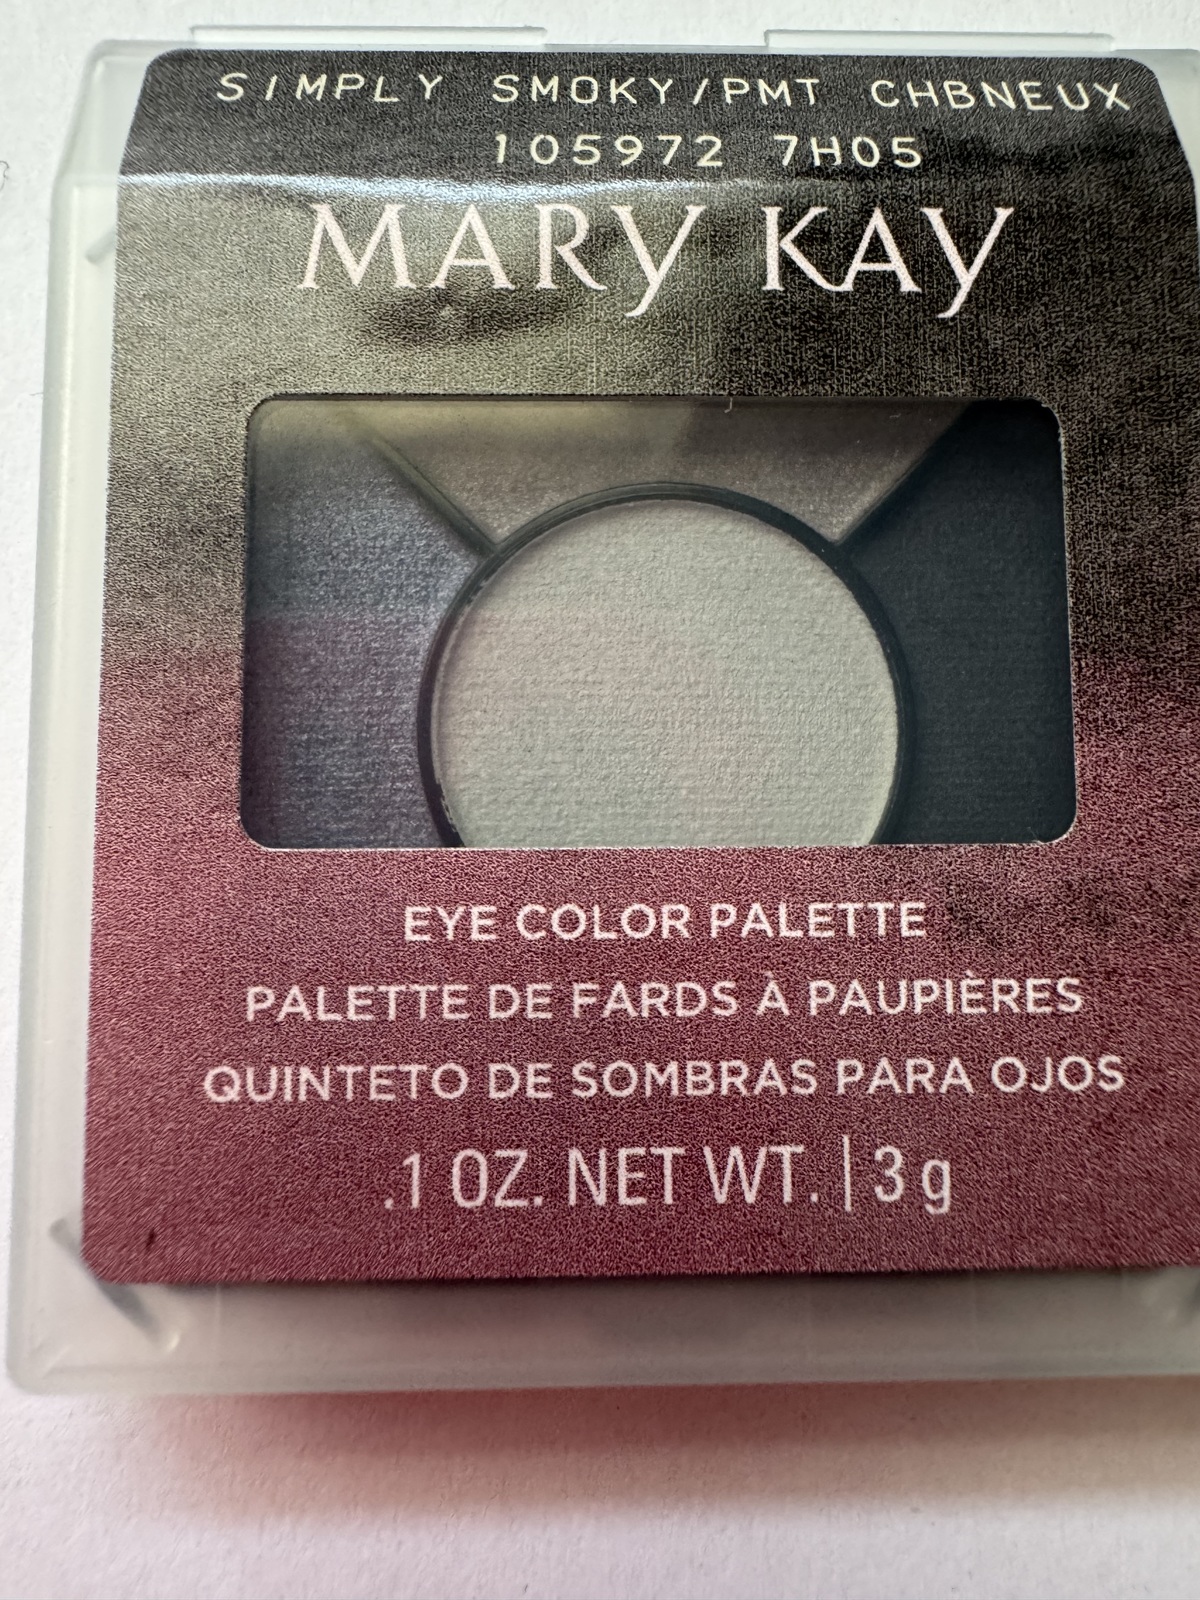 SIMPLY SMOKY/PMT CHBNEUX
105972 7H05
MARY KAY
EYE COLOR PALETTE
PALETTE DE FARDS À PAUPIÈRES
QUINTETO DE SOMBRAS PARA OJOS
.1 OZ. NET WT. | 3 g